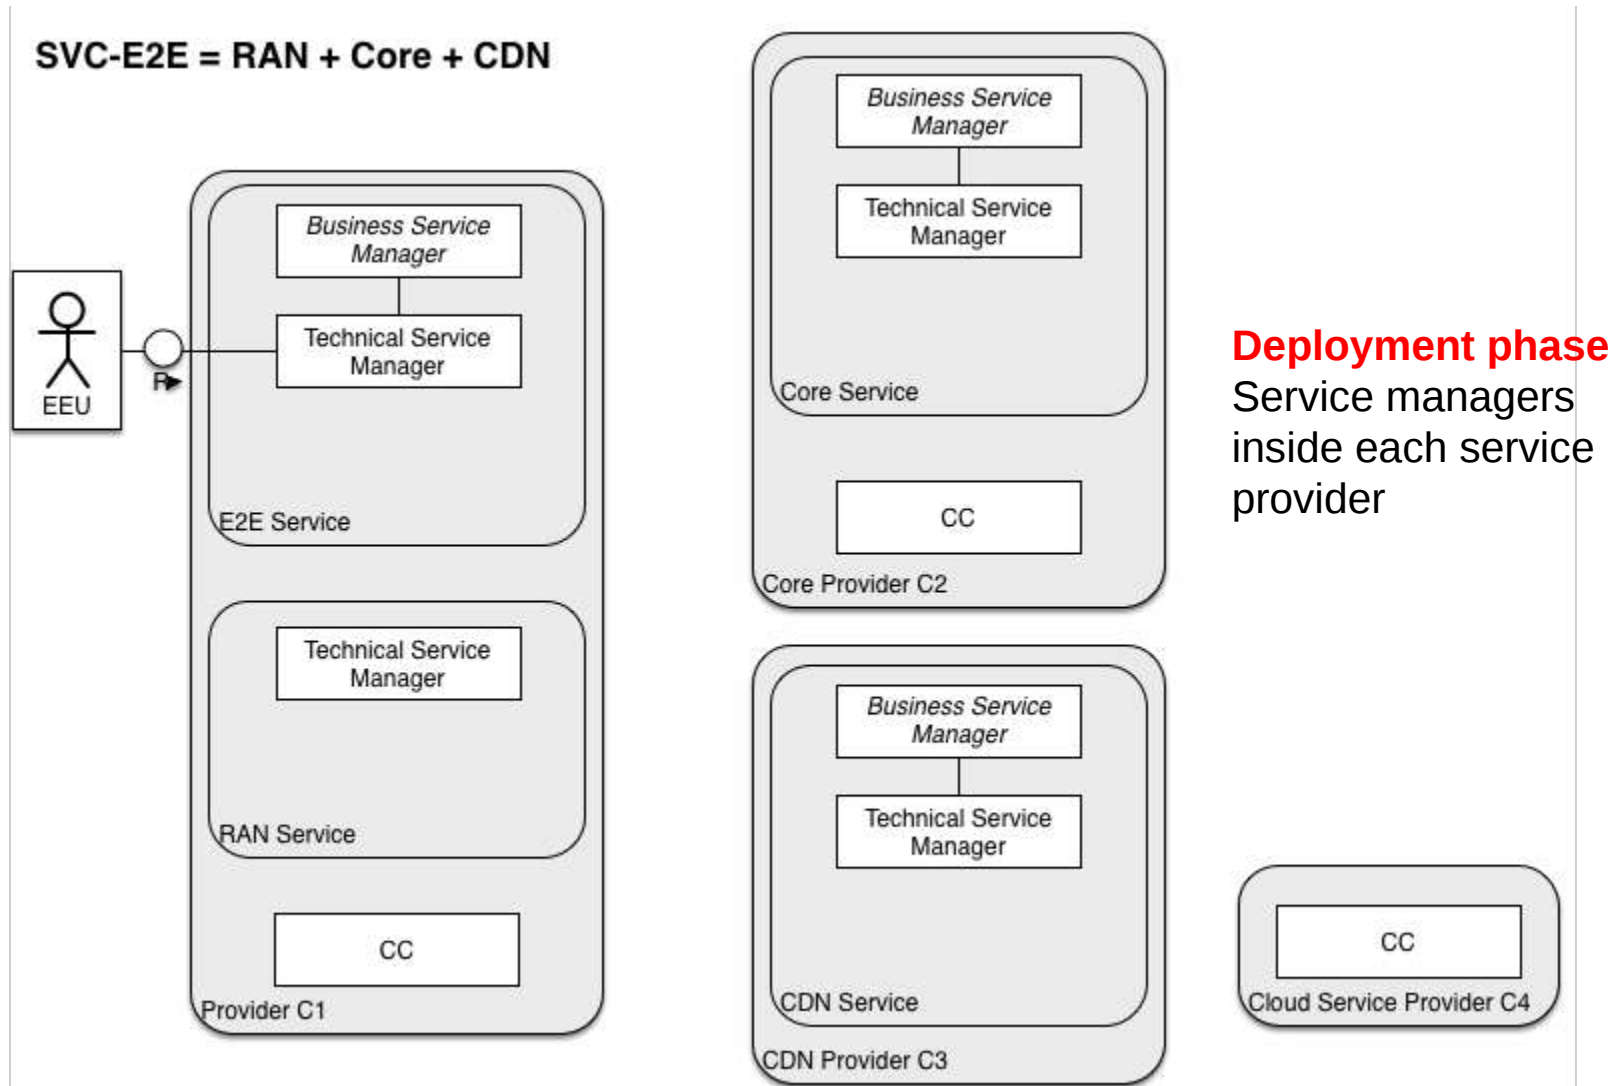 SVC-E2E = RAN + Core + CDN
Business Service
Manager
Technical Service
Manager
E2E Service
EEU
R
Technical Service
Manager
RAN Service
CC
Provider C1
Business Service
Manager
Technical Service
Manager
Core Service
CC
Core Provider C2
Business Service
Manager
Technical Service
Manager
CDN Service
CDN Provider C3
Deployment phase
Service managers
inside each service
provider
CC
Cloud Service Provider C4